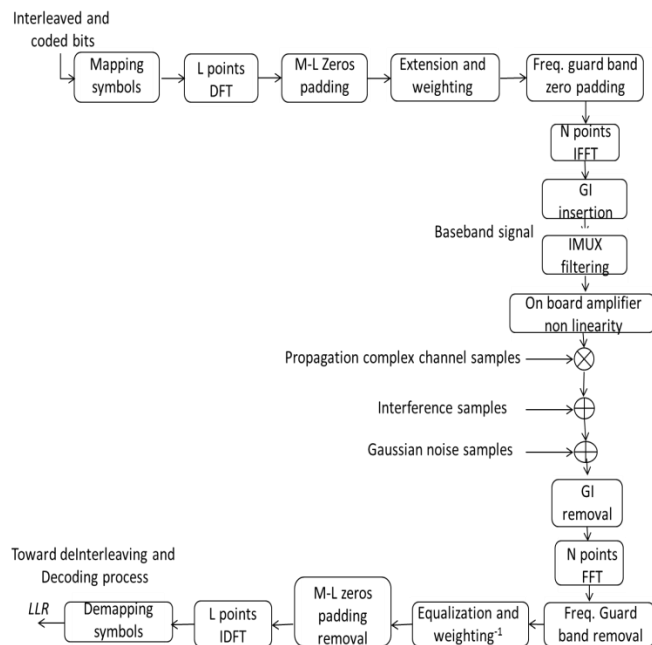 Interleaved and
coded bits
Mapping
symbols
L points
DFT
M-L Zeros
padding
Extension and
weighting
Freq. guard band
zero padding
N points
IFFT
GI
insertion
Baseband signal
IMUX
filtering
On board amplifier
non linearity
Propagation complex channel samples
Interference samples
Gaussian noise samples
GI
removal
N points
FFT
Freq. Guard
band removal
Equalization and
weighting⁻¹
M-L zeros
padding
removal
L points
IDFT
Demapping
symbols
LLR
Toward deInterleaving and
Decoding process